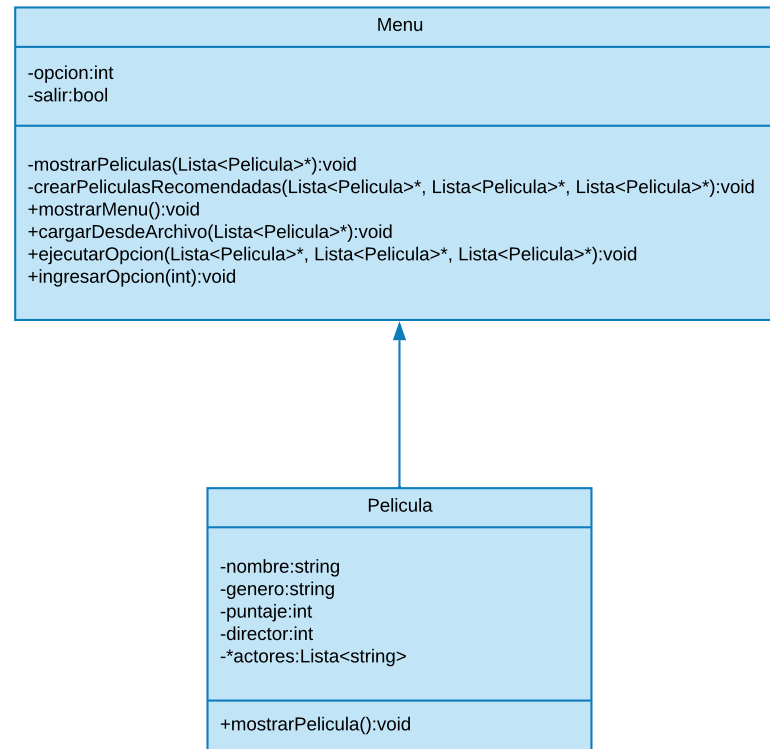 Menu
-opcion:int
-salir:bool
-mostrarPeliculas(Lista<Pelicula>*):void
-crearPeliculasRecomendadas(Lista<Pelicula>*, Lista<Pelicula>*, Lista<Pelicula>*):void
+mostrarMenu():void
+cargarDesdeArchivo(Lista<Pelicula>*):void
+ejecutarOpcion(Lista<Pelicula>*, Lista<Pelicula>*, Lista<Pelicula>*):void
+ingresarOpcion(int):void
Pelicula
-nombre:string
-genero:string
-puntaje:int
-director:int
-*actores:Lista<string>
+mostrarPelicula():void